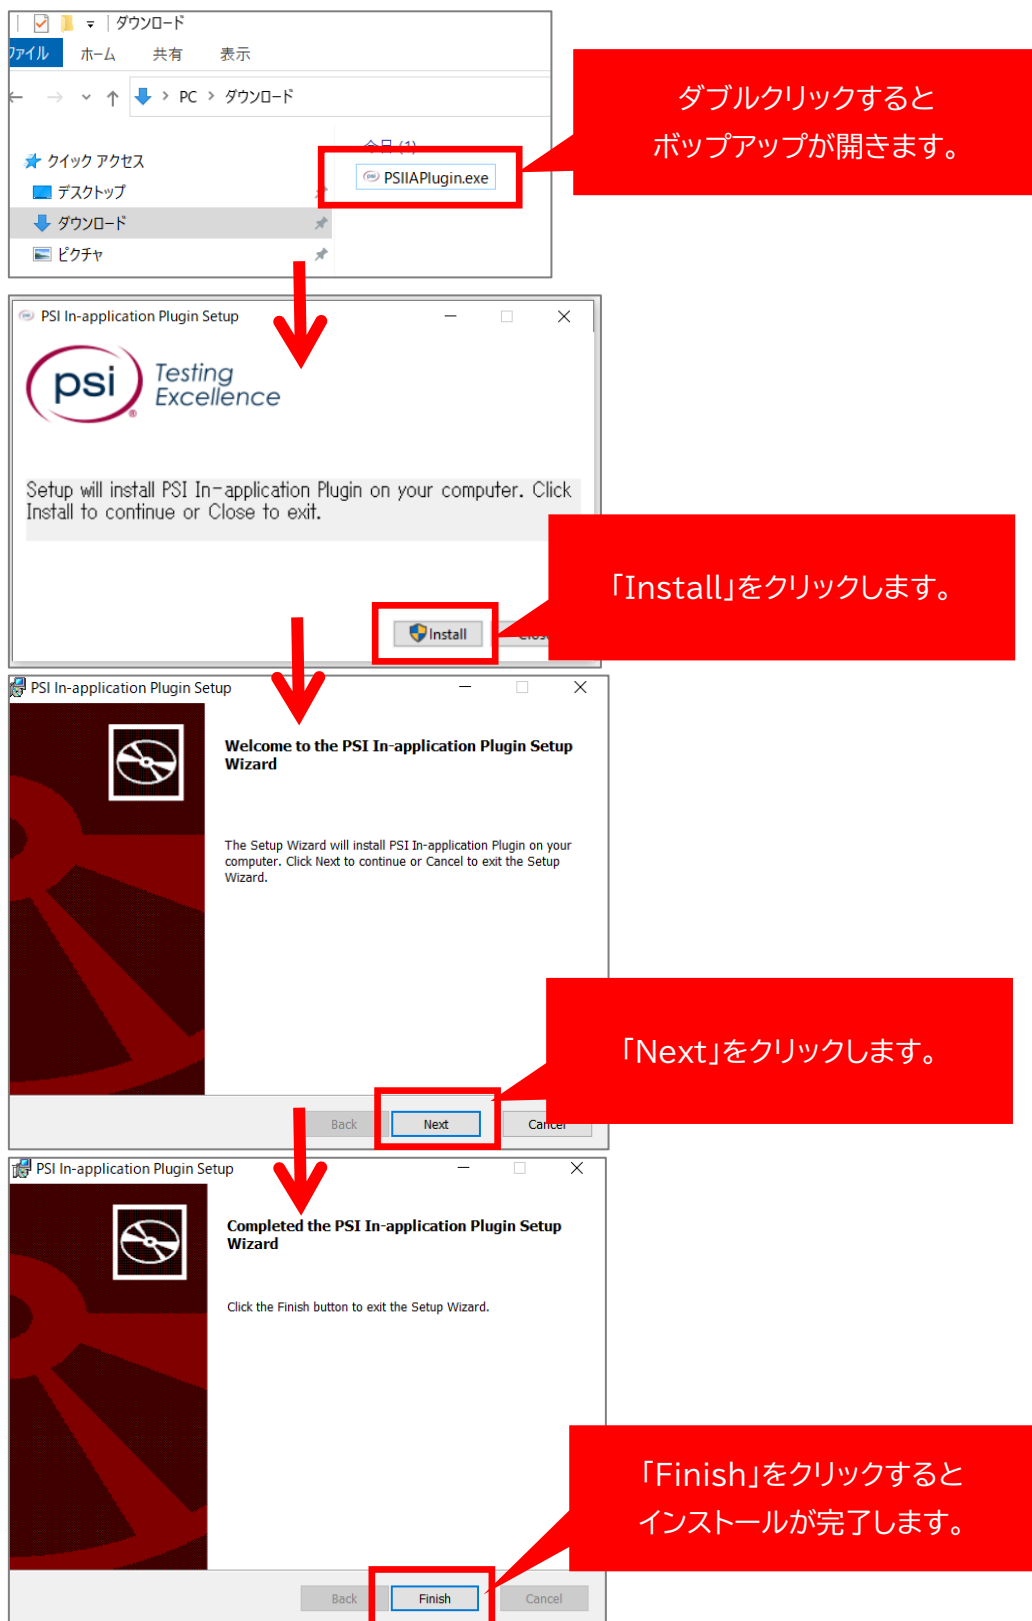 ダウンロード
ファイル ホーム 共有 表示
PC > ダウンロード
今日 (1)
クイック アクセス
PSIIAPlugin.exe
デスクトップ
ダウンロード
ピクチャ
ダブルクリックすると
ボップアップが開きます。
PSI In-application Plugin Setup
psi
Testing
Excellence
Setup will install PSI In-application Plugin on your computer. Click
Install to continue or Close to exit.
Install Close
「Install」をクリックします。
PSI In-application Plugin Setup
Welcome to the PSI In-application Plugin Setup
Wizard
The Setup Wizard will install PSI In-application Plugin on your
computer. Click Next to continue or Cancel to exit the Setup
Wizard.
Back Next Cancel
「Next」をクリックします。
PSI In-application Plugin Setup
Completed the PSI In-application Plugin Setup
Wizard
Click the Finish button to exit the Setup Wizard.
Back Finish Cancel
「Finish」をクリックすると
インストールが完了します。